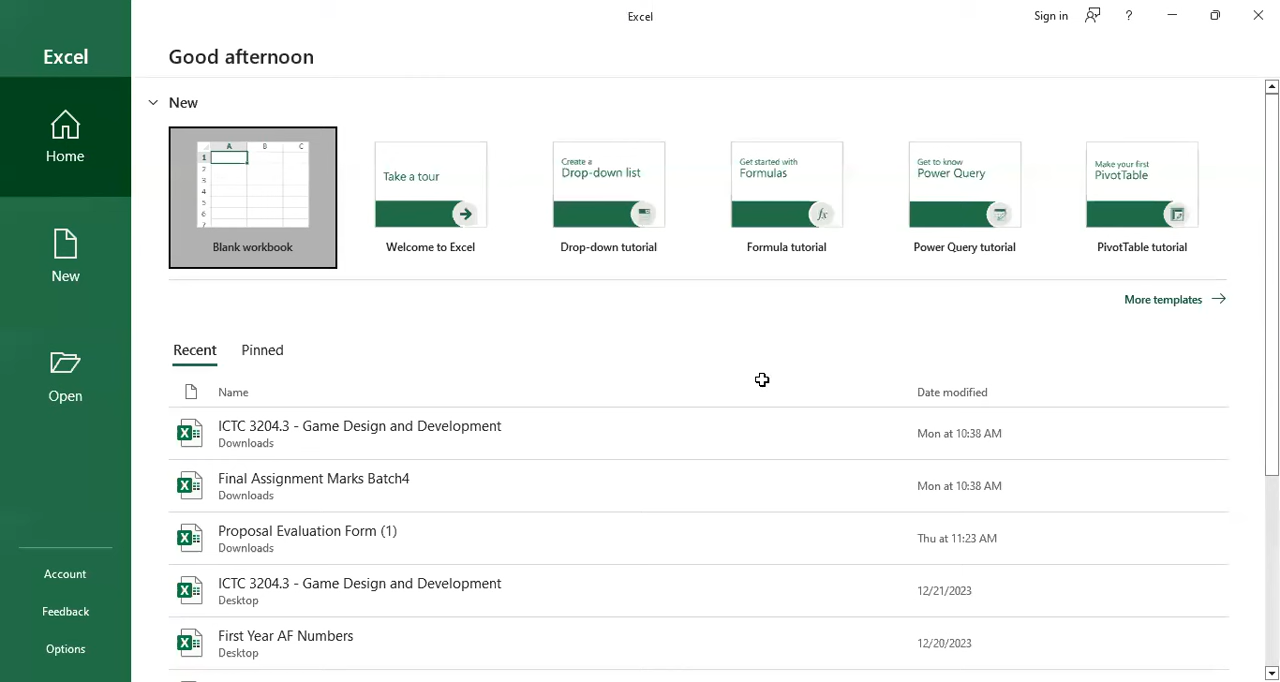 Excel
Sign in
?
Excel
Good afternoon
New
Home
New
Open
Account
Feedback
Options
A B C
1
2
3
4
5
6
7
Blank workbook
Take a tour
Welcome to Excel
Create a
Drop-down list
Drop-down tutorial
Get started with
Formulas
fx
Formula tutorial
Get to know
Power Query
Power Query tutorial
Make your first
PivotTable
PivotTable tutorial
More templates
Recent Pinned
Name Date modified
ICTC 3204.3 - Game Design and Development
Downloads
Mon at 10:38 AM
Final Assignment Marks Batch4
Downloads
Mon at 10:38 AM
Proposal Evaluation Form (1)
Downloads
Thu at 11:23 AM
ICTC 3204.3 - Game Design and Development
Desktop
12/21/2023
First Year AF Numbers
Desktop
12/20/2023